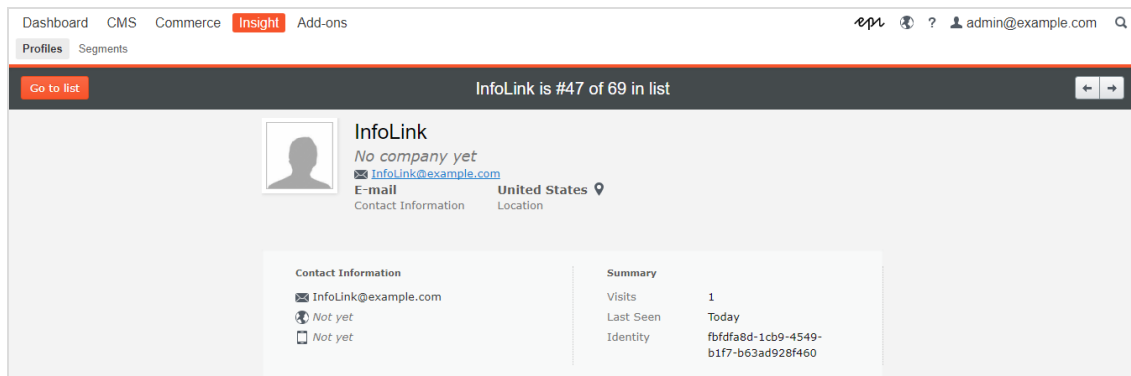 Dashboard CMS Commerce Insight Add-ons epi ? admin@example.com
Profiles Segments
Go to list InfoLink is #47 of 69 in list
InfoLink
No company yet
InfoLink@example.com
E-mail United States
Contact Information Location
Contact Information Summary
InfoLink@example.com Visits 1
Not yet Last Seen Today
Not yet Identity fbfdfa8d-1cb9-4549-
b1f7-b63ad928f460